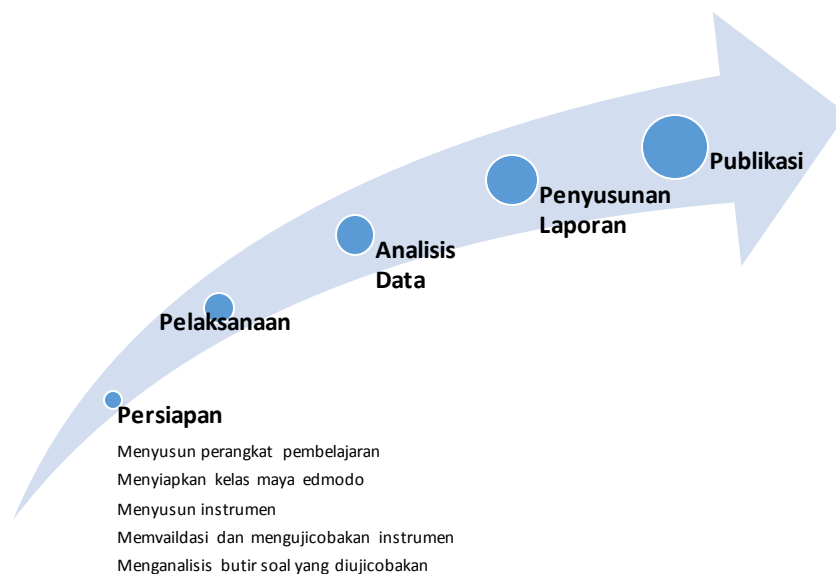 Publikasi
Penyusunan
Laporan
Analisis
Data
Pelaksanaan
Persiapan
Menyusun perangkat pembelajaran
Menyiapkan kelas maya edmodo
Menyusun instrumen
Memvaildasi dan mengujicobakan instrumen
Menganalisis butir soal yang diujicobakan